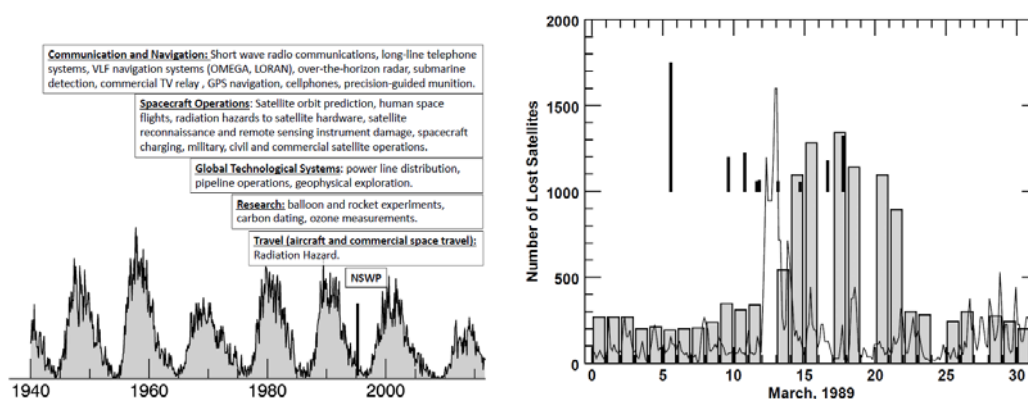 Communication and Navigation: Short wave radio communications, long-line telephone
systems, VLF navigation systems (OMEGA, LORAN), over-the-horizon radar, submarine
detection, commercial TV relay , GPS navigation, cellphones, precision-guided munition.
Spacecraft Operations: Satellite orbit prediction, human space
flights, radiation hazards to satellite hardware, satellite
reconnaissance and remote sensing instrument damage, spacecraft
charging, military, civil and commercial satellite operations.
Global Technological Systems: power line distribution,
pipeline operations, geophysical exploration.
Research: balloon and rocket experiments,
carbon dating, ozone measurements.
Travel (aircraft and commercial space travel):
Radiation Hazard.
NSWP
1940 1960 1980 2000
Number of Lost Satellites
2000
1500
1000
500
0
0 5 10 15 20 25 30
March, 1989